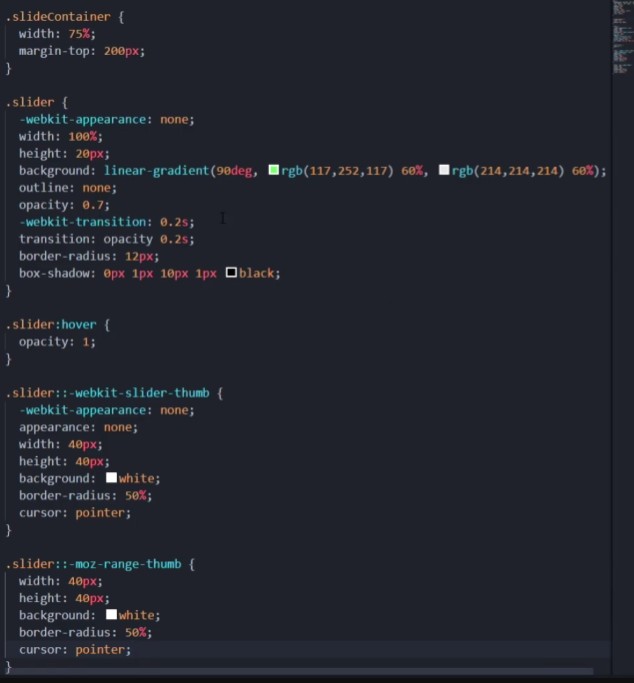 .slideContainer {
width: 75%;
margin-top: 200px;
}
.slider {
-webkit-appearance: none;
width: 100%;
height: 20px;
background: linear-gradient(90deg, rgb(117,252,117) 60%, rgb(214,214,214) 60%);
outline: none;
opacity: 0.7;
-webkit-transition: 0.2s;
transition: opacity 0.2s;
border-radius: 12px;
box-shadow: 0px 1px 10px 1px black;
}
.slider:hover {
opacity: 1;
}
.slider::-webkit-slider-thumb {
-webkit-appearance: none;
appearance: none;
width: 40px;
height: 40px;
background: white;
border-radius: 50%;
cursor: pointer;
}
.slider::-moz-range-thumb {
width: 40px;
height: 40px;
background: white;
border-radius: 50%;
cursor: pointer;
}